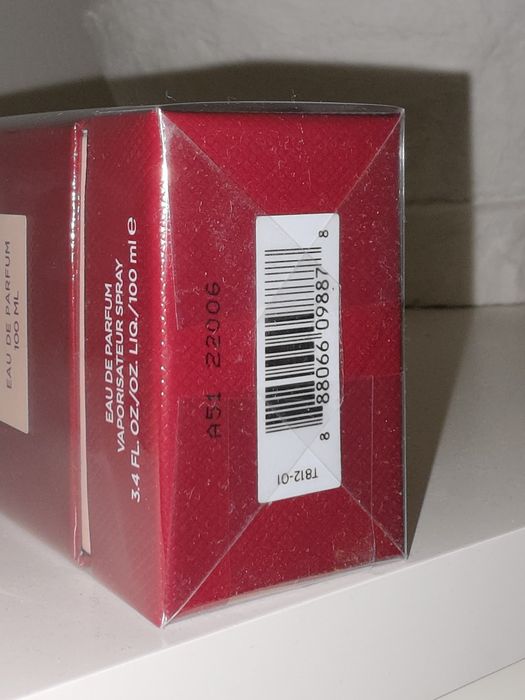 EAU DE PARFUM
100 ML
EAU DE PARFUM
VAPORISATEUR SPRAY
3.4 FL. OZ/OZ. LIQ./100 ml e
A51 22006
8 88066 09887 8
T812-01